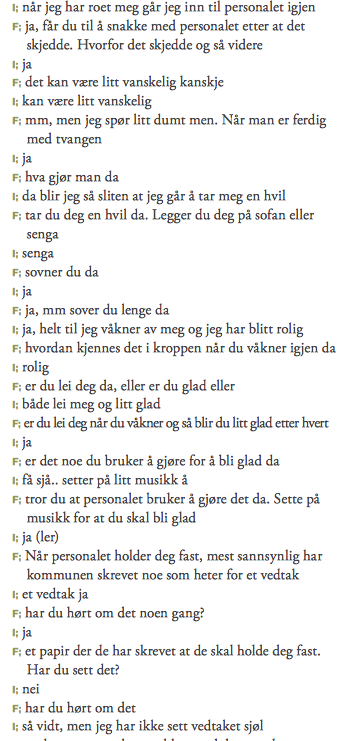 I; når jeg har roet meg går jeg inn til personalet igjen
F; ja, får du til å snakke med personalet etter at det
skjedde. Hvorfor det skjedde og så videre
I; ja
F; det kan være litt vanskelig kanskje
I; kan være litt vanskelig
F; mm, men jeg spør litt dumt men. Når man er ferdig
med tvangen
I; ja
F; hva gjør man da
I; da blir jeg så sliten at jeg går å tar meg en hvil
F; tar du deg en hvil da. Legger du deg på sofan eller
senga
I; senga
F; sovner du da
I; ja
F; ja, mm sover du lenge da
I; ja, helt til jeg våkner av meg og jeg har blitt rolig
F; hvordan kjennes det i kroppen når du våkner igjen da
I; rolig
F; er du lei deg da, eller er du glad eller
I; både lei meg og litt glad
F; er du lei deg når du våkner og så blir du litt glad etter hvert
I; ja
F; er det noe du bruker å gjøre for å bli glad da
I; få sjå.. setter på litt musikk å
F; tror du at personalet bruker å gjøre det da. Sette på
musikk for at du skal bli glad
I; ja (ler)
F; Når personalet holder deg fast, mest sannsynlig har
kommunen skrevet noe som heter for et vedtak
I; et vedtak ja
F; har du hørt om det noen gang?
I; ja
F; et papir der de har skrevet at de skal holde deg fast.
Har du sett det?
I; nei
F; har du hørt om det
I; så vidt, men jeg har ikke sett vedtaket sjøl